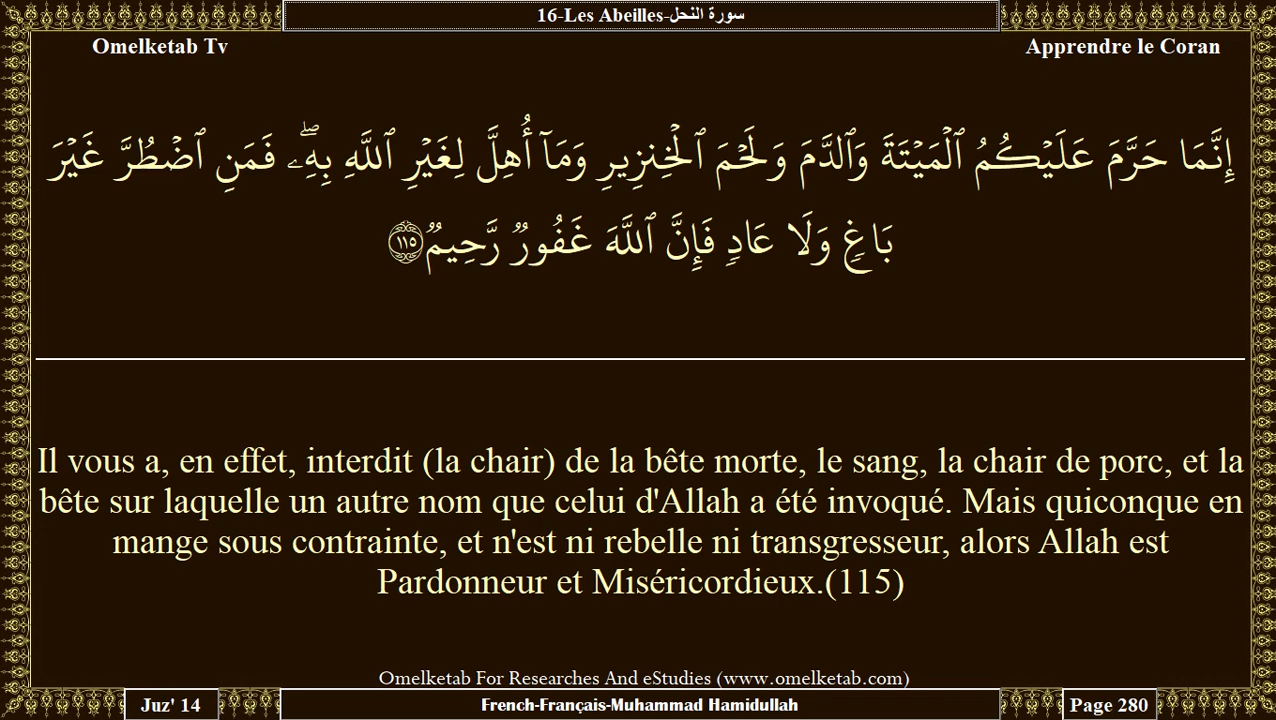 16-Les Abeilles-سورة النحل
Omelketab Tv
Apprendre le Coran
إِنَّمَا حَرَّمَ عَلَيۡكُمُ ٱلۡمَيۡتَةَ وَٱلدَّمَ وَلَحۡمَ ٱلۡخِنزِيرِ وَمَآ أُهِلَّ لِغَيۡرِ ٱللَّهِ بِهِۦۖ فَمَنِ ٱضۡطُرَّ غَيۡرَ
بَاغٖ وَلَا عَادٖ فَإِنَّ ٱللَّهَ غَفُورٞ رَّحِيمٞ ١١٥
Il vous a, en effet, interdit (la chair) de la bête morte, le sang, la chair de porc, et la
bête sur laquelle un autre nom que celui d'Allah a été invoqué. Mais quiconque en
mange sous contrainte, et n'est ni rebelle ni transgresseur, alors Allah est
Pardonneur et Miséricordieux.(115)
Omelketab For Researches And eStudies (www.omelketab.com)
Juz' 14
French-Français-Muhammad Hamidullah
Page 280